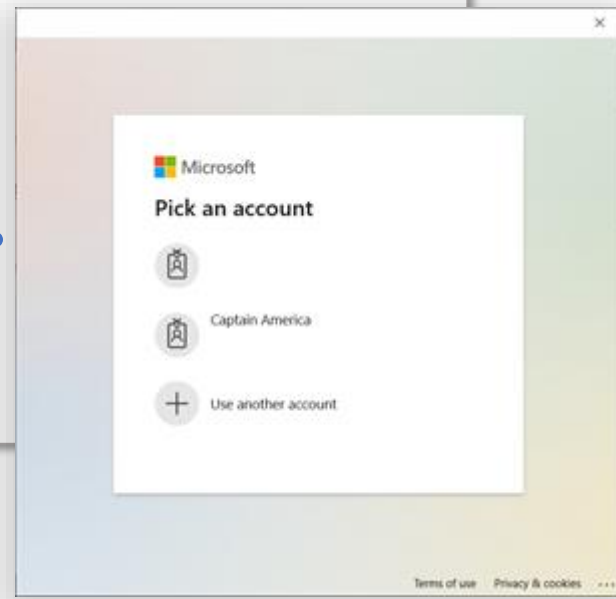 Microsoft
Pick an account
Captain America
Use another account
Terms of use Privacy & cookies ...